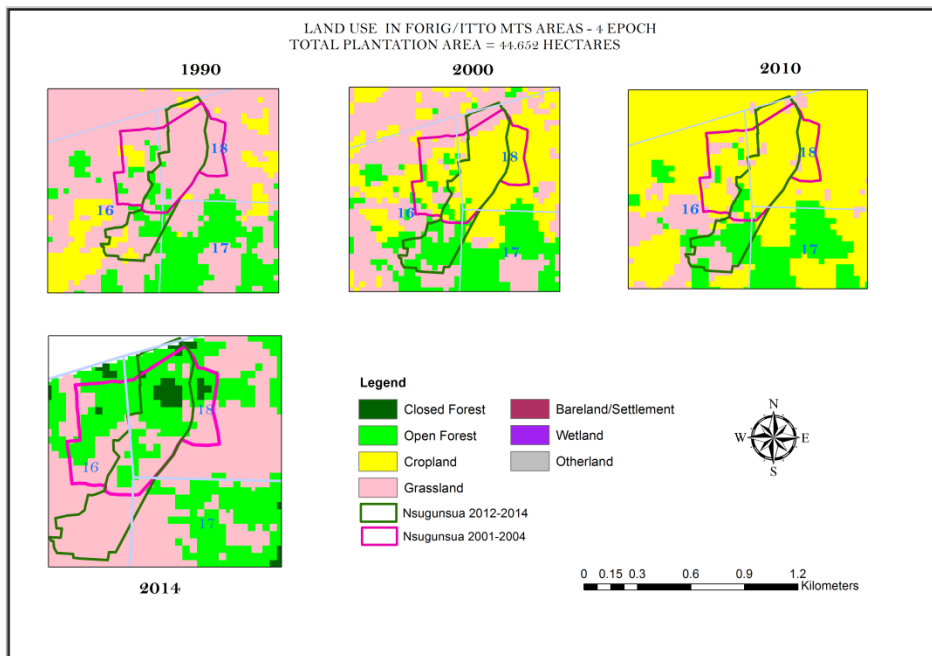 LAND USE IN FORIG/ITTO MTS AREAS - 4 EPOCH
TOTAL PLANTATION AREA = 44.652 HECTARES
1990
2000
2010
18
16
17
18
16
17
18
16
17
18
16
17
2014
Legend
Closed Forest
Open Forest
Cropland
Grassland
Nsugunsua 2012-2014
Nsugunsua 2001-2004
Bareland/Settlement
Wetland
Otherland
N
W E
S
0 0.15 0.3 0.6 0.9 1.2
Kilometers